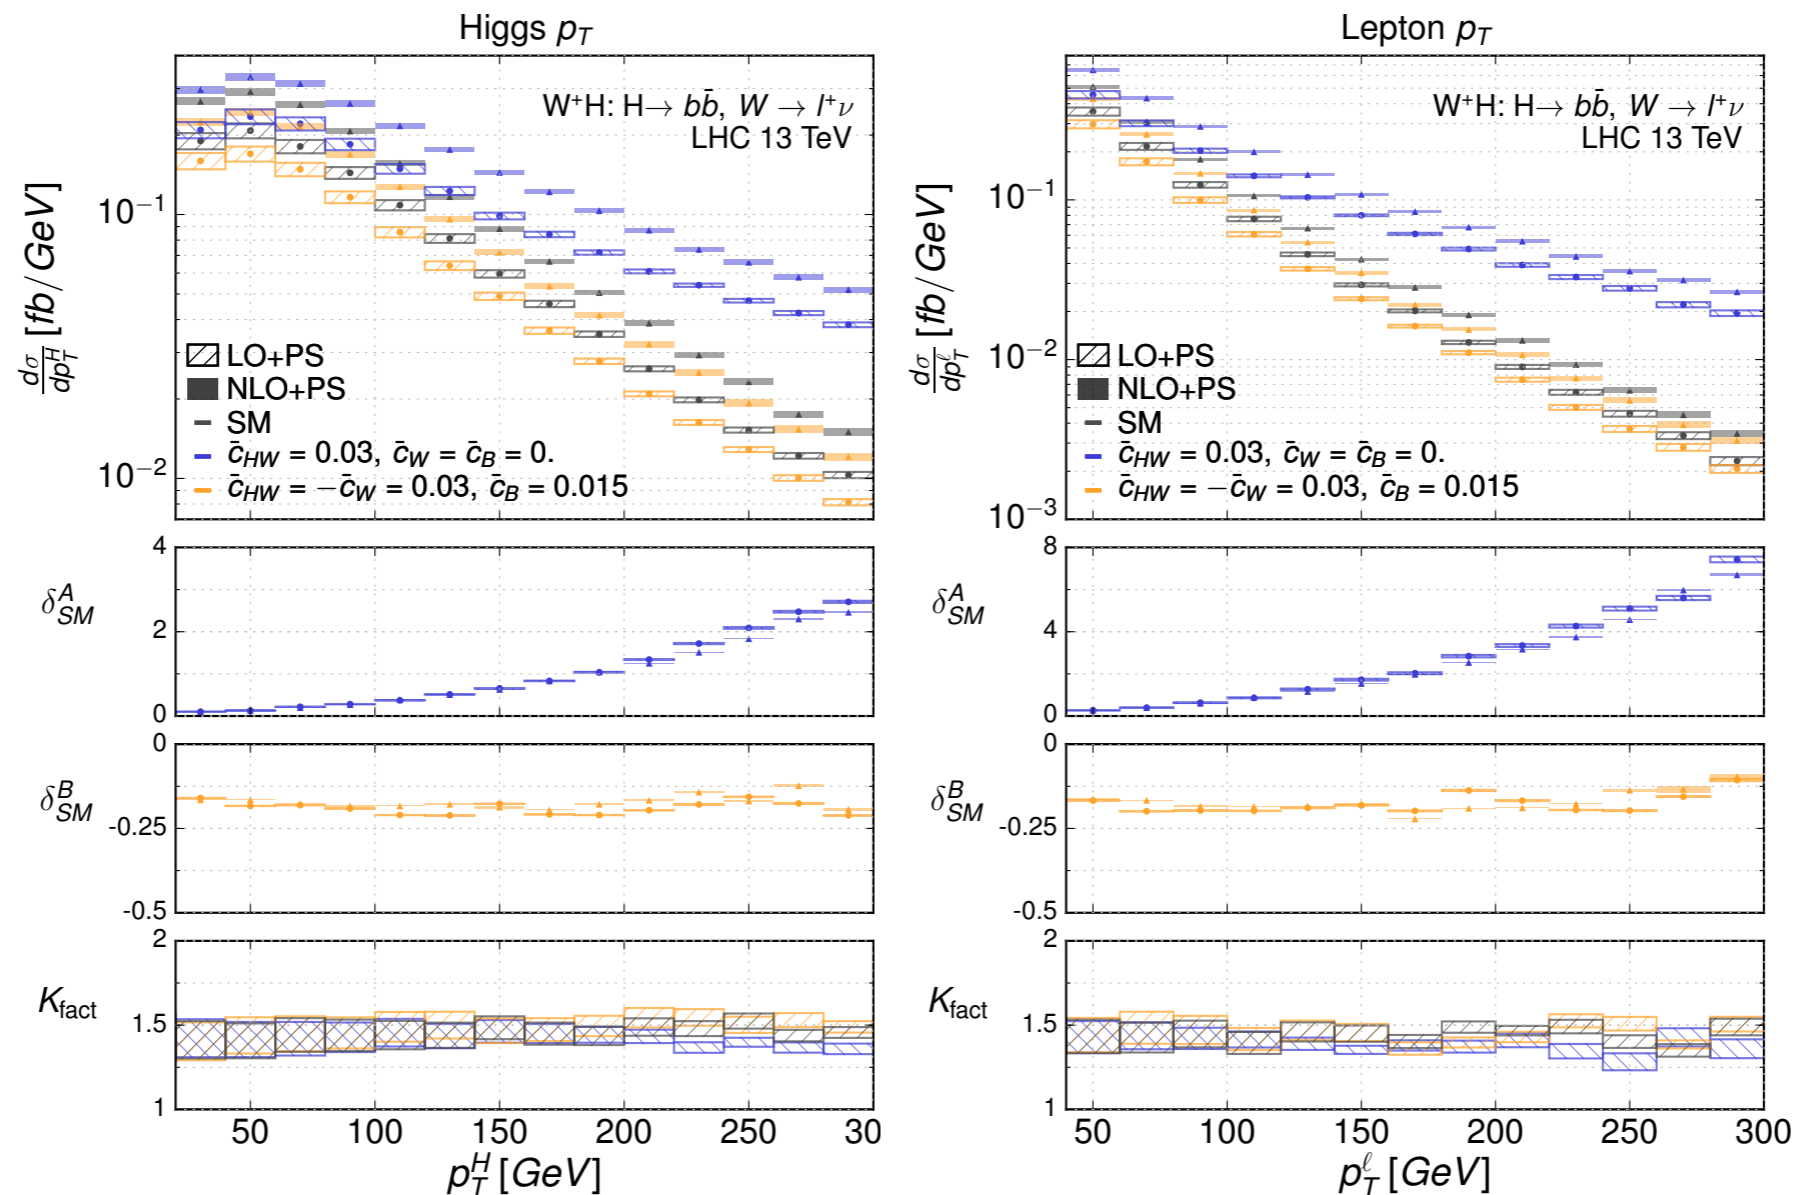 Higgs p_T
W⁺H: H→ bb̄, W → l⁺ν
LHC 13 TeV
10⁻¹
10⁻²
dσ/dp_T^H [fb/GeV]
LO+PS
NLO+PS
SM
c̄_HW = 0.03, c̄_W = c̄_B = 0.
c̄_HW = −c̄_W = 0.03, c̄_B = 0.015
4
2
0
δ^A_SM
0
-0.25
-0.5
δ^B_SM
2
1.5
1
K_fact
50 100 150 200 250 30
p_T^H [GeV]
Lepton p_T
W⁺H: H→ bb̄, W → l⁺ν
LHC 13 TeV
10⁻¹
10⁻²
10⁻³
dσ/dp_T^ℓ [fb/GeV]
LO+PS
NLO+PS
SM
c̄_HW = 0.03, c̄_W = c̄_B = 0.
c̄_HW = −c̄_W = 0.03, c̄_B = 0.015
8
4
0
δ^A_SM
0
-0.25
-0.5
δ^B_SM
2
1.5
1
K_fact
50 100 150 200 250 300
p_T^ℓ [GeV]